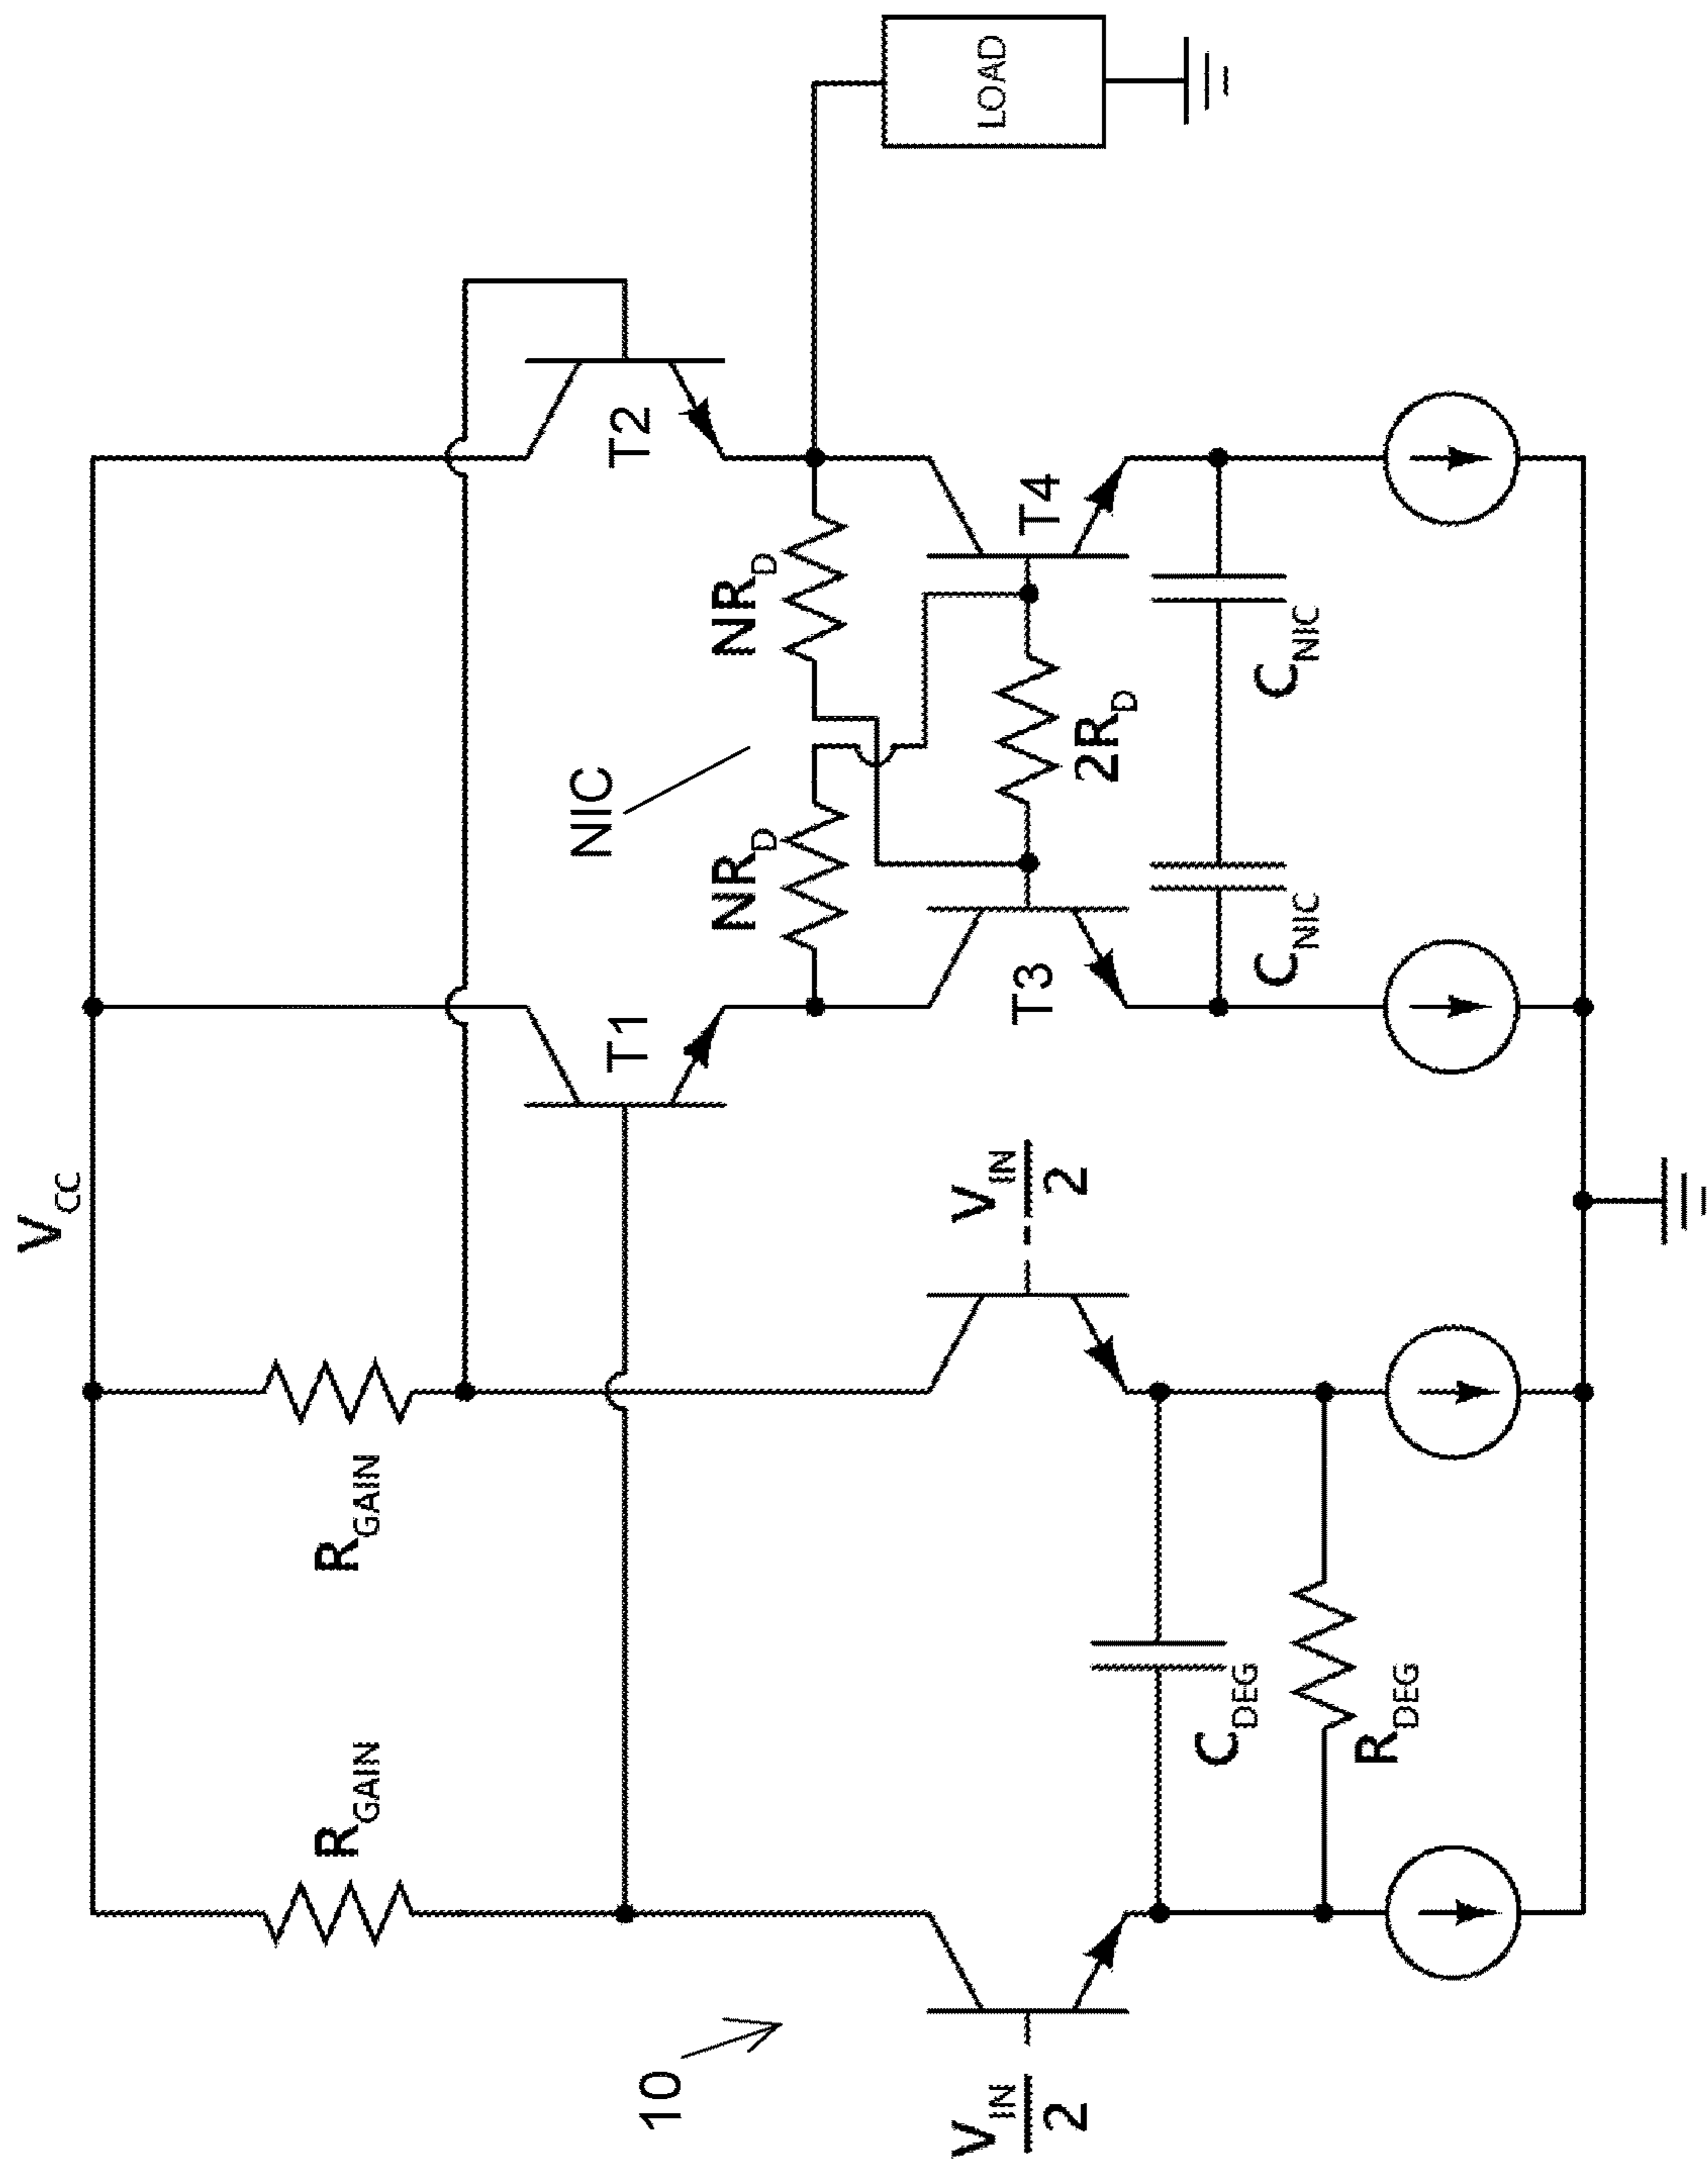 V_CC
R_GAIN
R_GAIN
T1
T2
NIC
NR_D
NR_D
LOAD
10
V_IN
2
- V_IN
2
T3
T4
2R_D
C_DEG
R_DEG
C_NIC
C_NIC